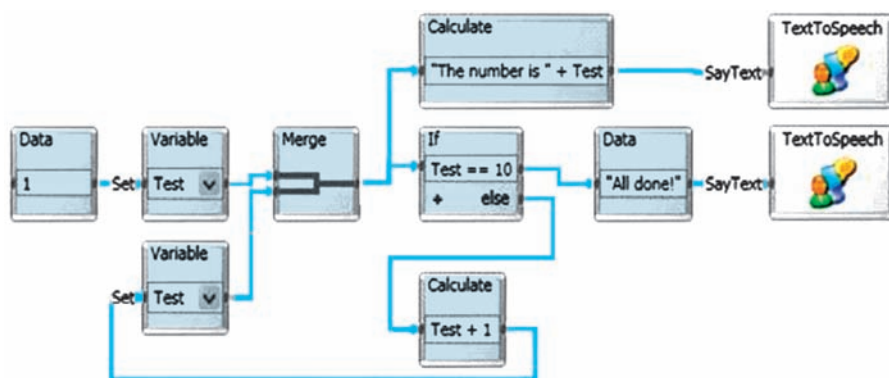 Calculate
"The number is " + Test
SayText
TextToSpeech
Data
1
Set
Variable
Test
Merge
If
Test == 10
+ else
Data
"All done!"
SayText
TextToSpeech
Set
Variable
Test
Calculate
Test + 1